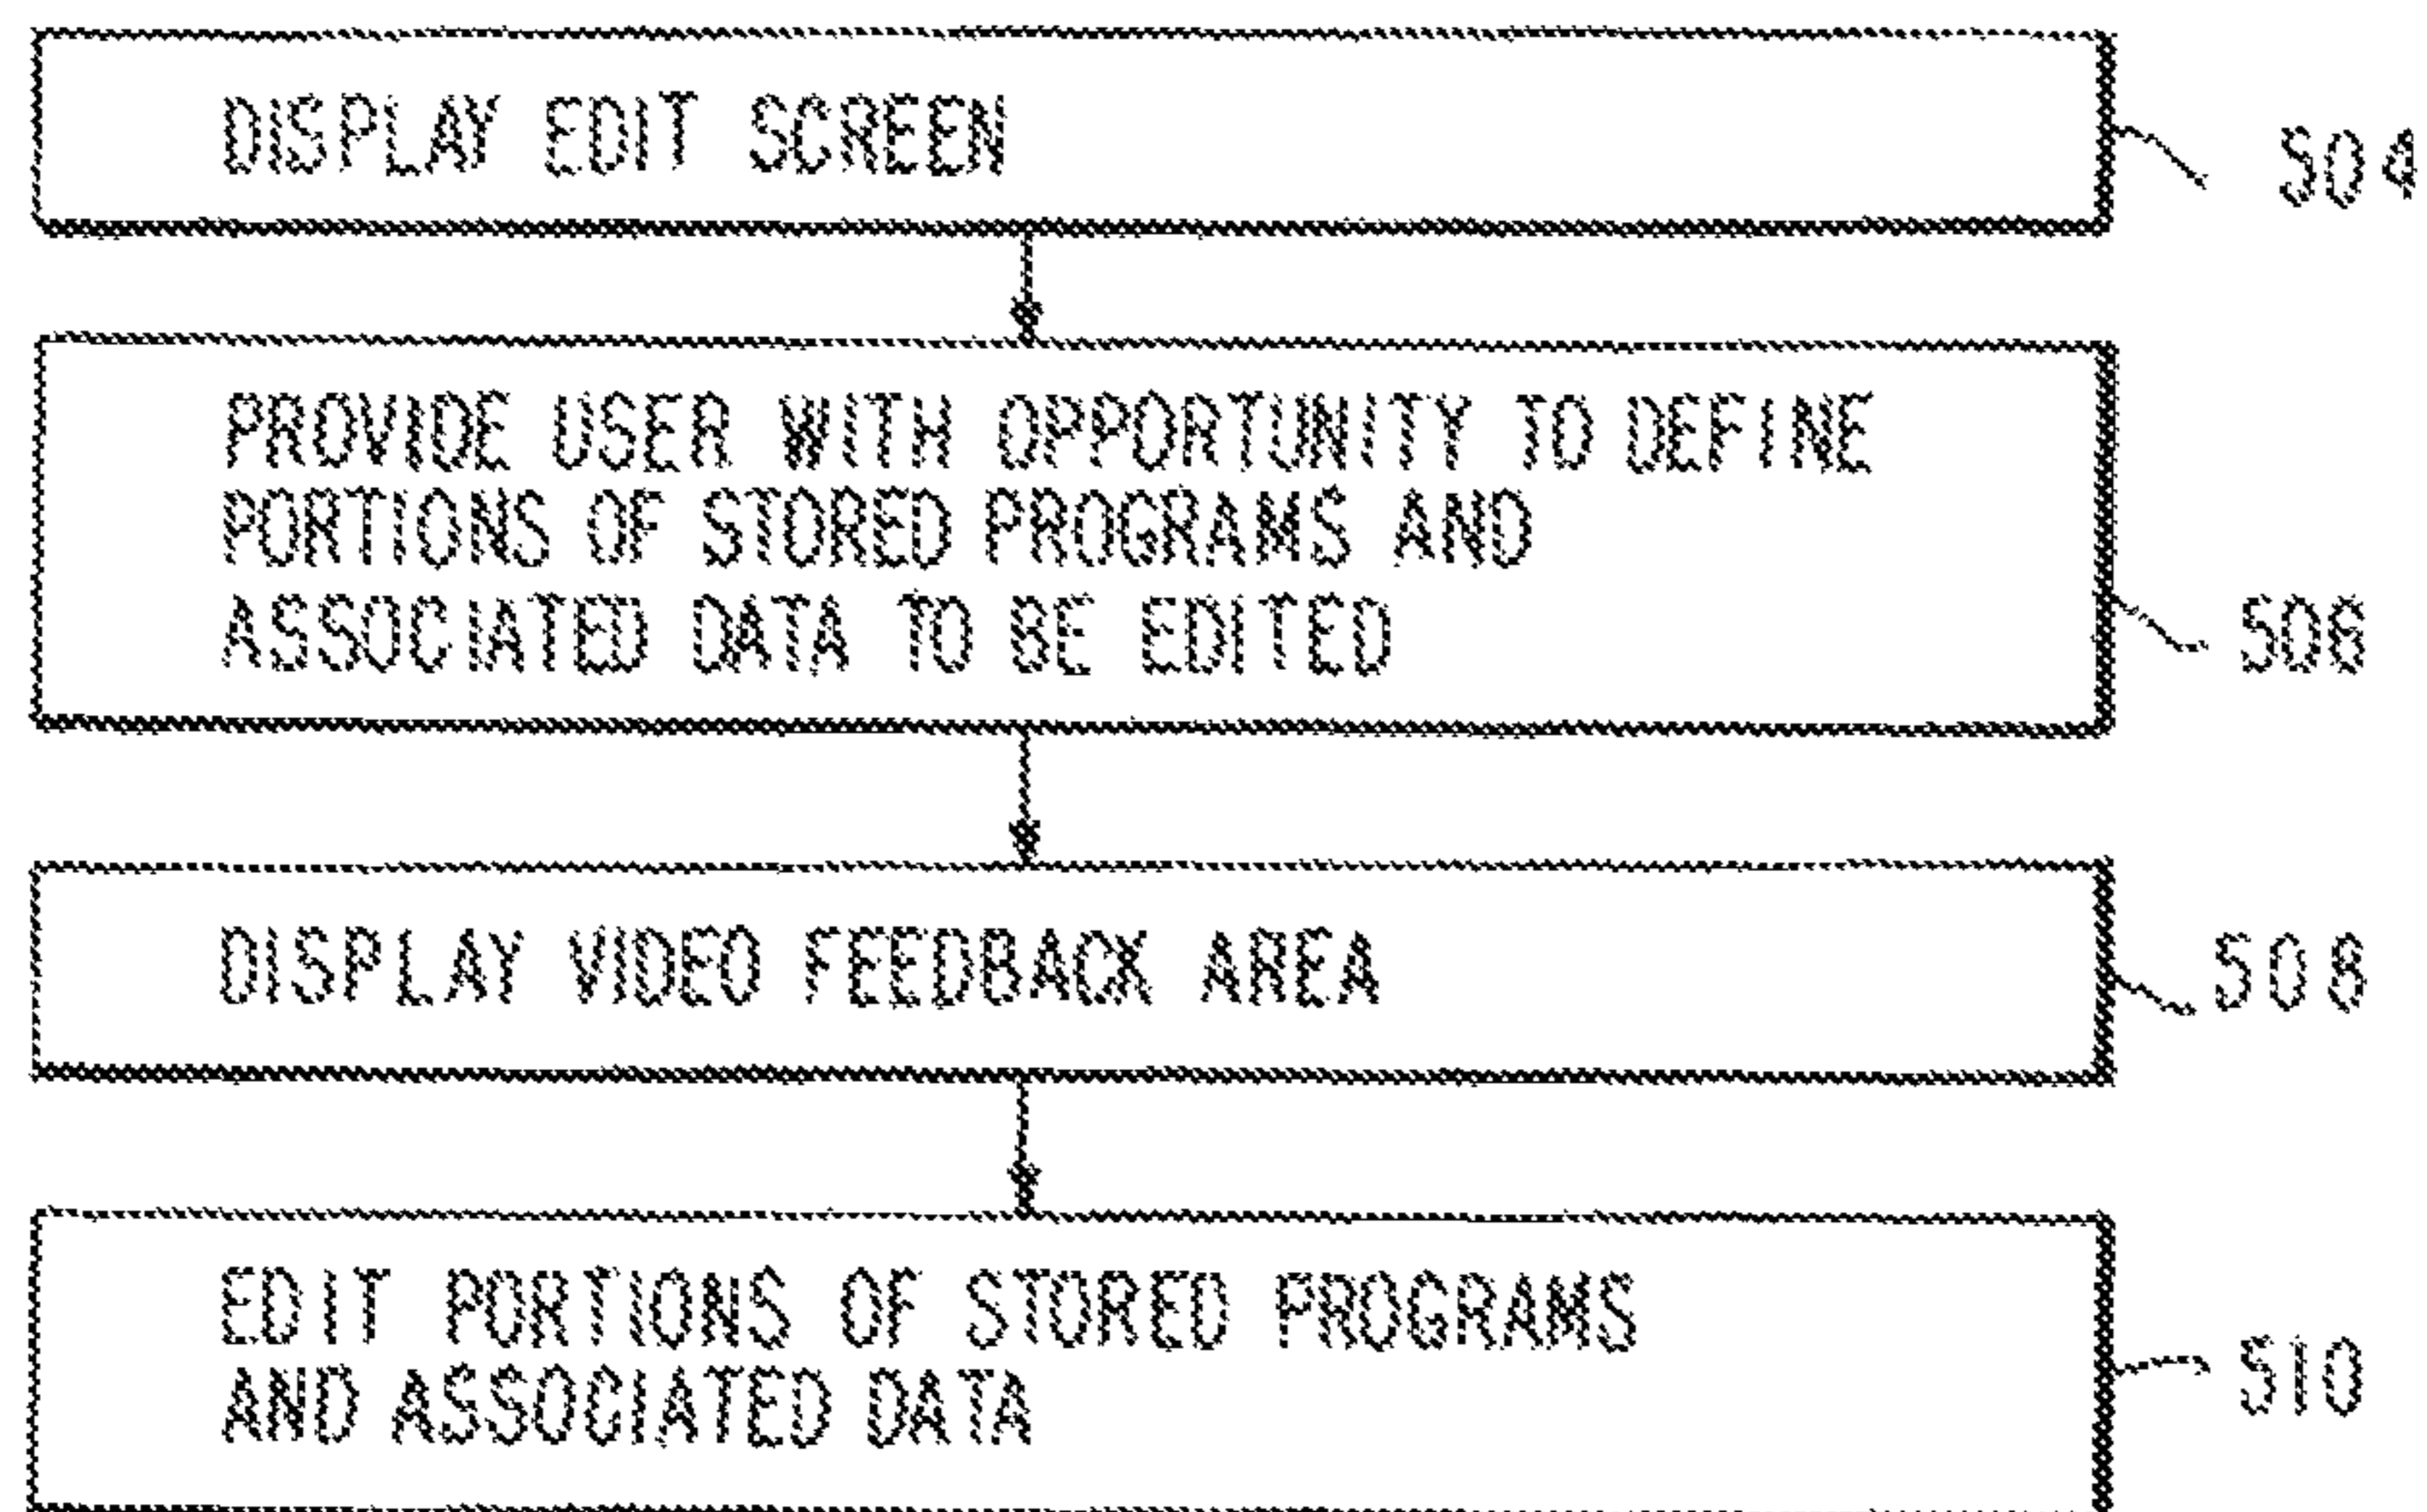 DISPLAY EDIT SCREEN
504
PROVIDE USER WITH OPPORTUNITY TO DEFINE
PORTIONS OF STORED PROGRAMS AND
ASSOCIATED DATA TO BE EDITED
506
DISPLAY VIDEO FEEDBACK AREA
508
EDIT PORTIONS OF STORED PROGRAMS
AND ASSOCIATED DATA
510